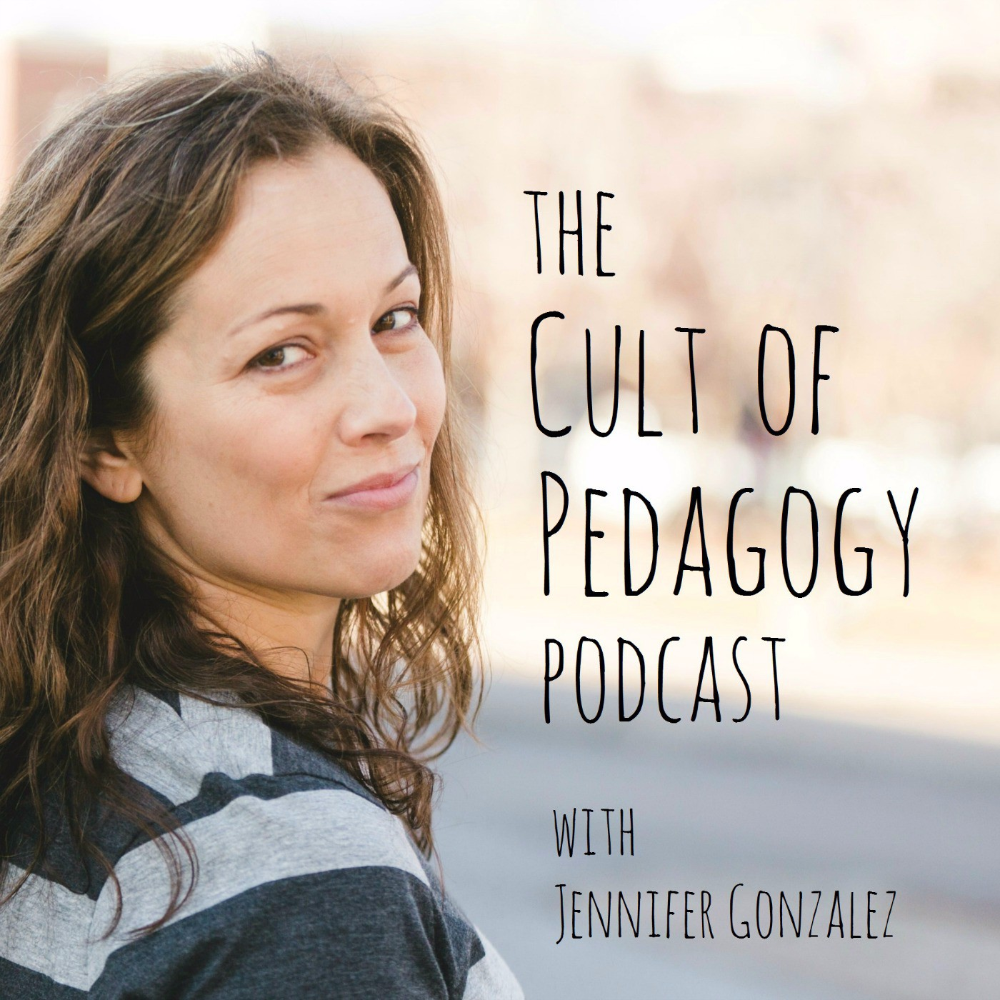 THE
CULT OF
PEDAGOGY
PODCAST
WITH
JENNIFER GONZALEZ